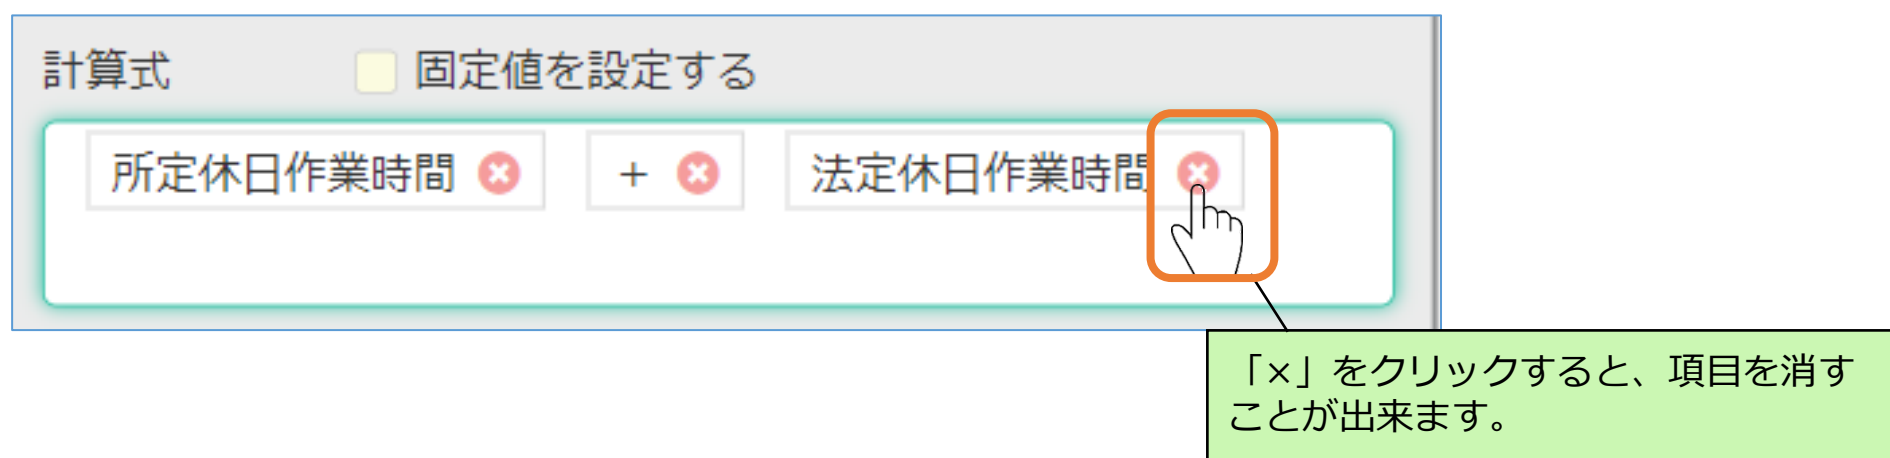 計算式 固定値を設定する
所定休日作業時間 + 法定休日作業時間
「×」をクリックすると、項目を消す
ことが出来ます。